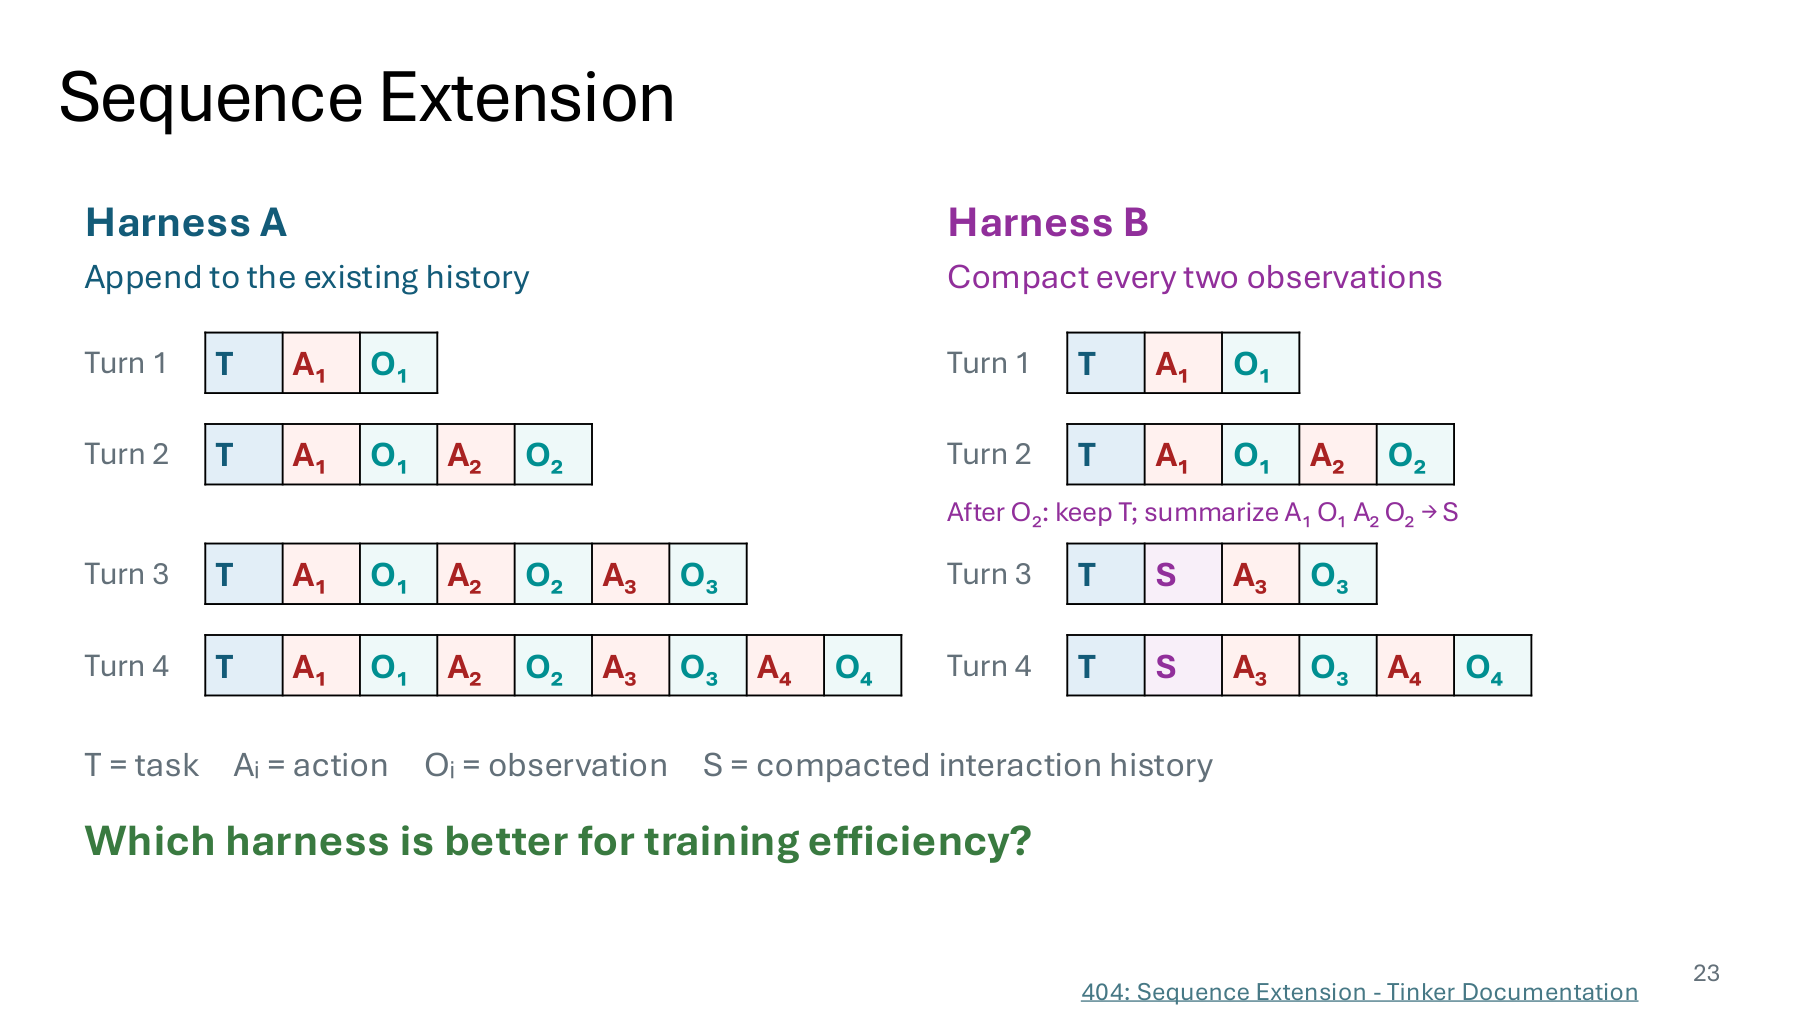 Sequence Extension
Harness A
Append to the existing history
Turn 1 T A₁ O₁
Turn 2 T A₁ O₁ A₂ O₂
Turn 3 T A₁ O₁ A₂ O₂ A₃ O₃
Turn 4 T A₁ O₁ A₂ O₂ A₃ O₃ A₄ O₄
Harness B
Compact every two observations
Turn 1 T A₁ O₁
Turn 2 T A₁ O₁ A₂ O₂
After O₂: keep T; summarize A₁ O₁ A₂ O₂ → S
Turn 3 T S A₃ O₃
Turn 4 T S A₃ O₃ A₄ O₄
T = task Aᵢ = action Oᵢ = observation S = compacted interaction history
Which harness is better for training efficiency?
23
404: Sequence Extension - Tinker Documentation